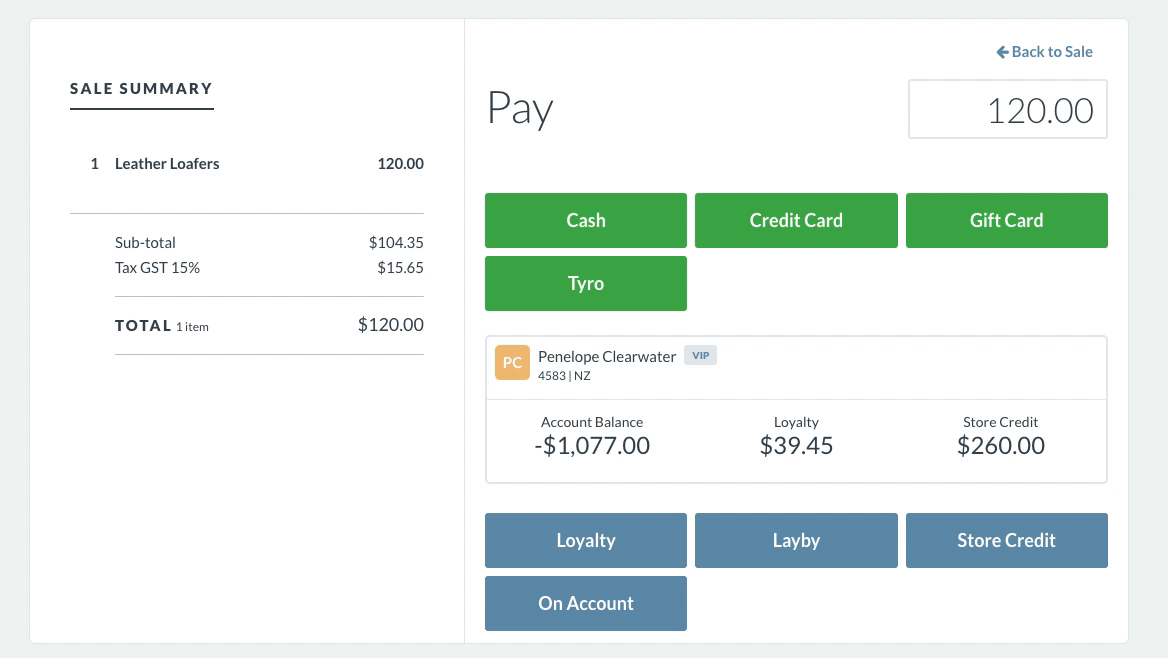 SALE SUMMARY
1 Leather Loafers 120.00
Sub-total $104.35
Tax GST 15% $15.65
TOTAL 1 item $120.00
Back to Sale
Pay 120.00
Cash Credit Card Gift Card
Tyro
PC Penelope Clearwater VIP
4583 | NZ
Account Balance Loyalty Store Credit
-$1,077.00 $39.45 $260.00
Loyalty Layby Store Credit
On Account